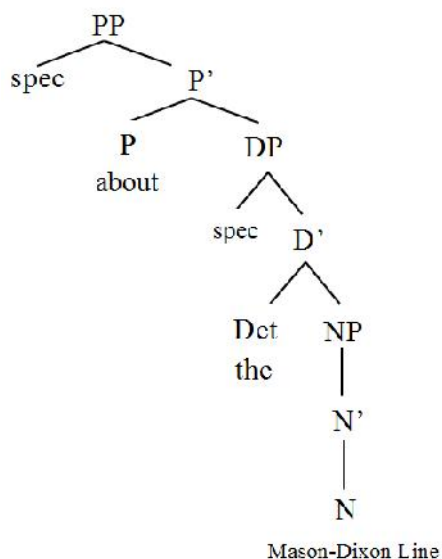 PP
spec P’
P DP
about
spec D’
Det NP
the
N’
N
Mason-Dixon Line